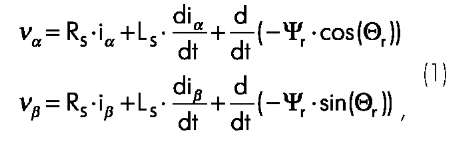 v_α = R_S·i_α + L_S·di_α/dt + d/dt(−Ψ_r·cos(Θ_r))
(1)
v_β = R_S·i_β + L_S·di_β/dt + d/dt(−Ψ_r·sin(Θ_r)) ,